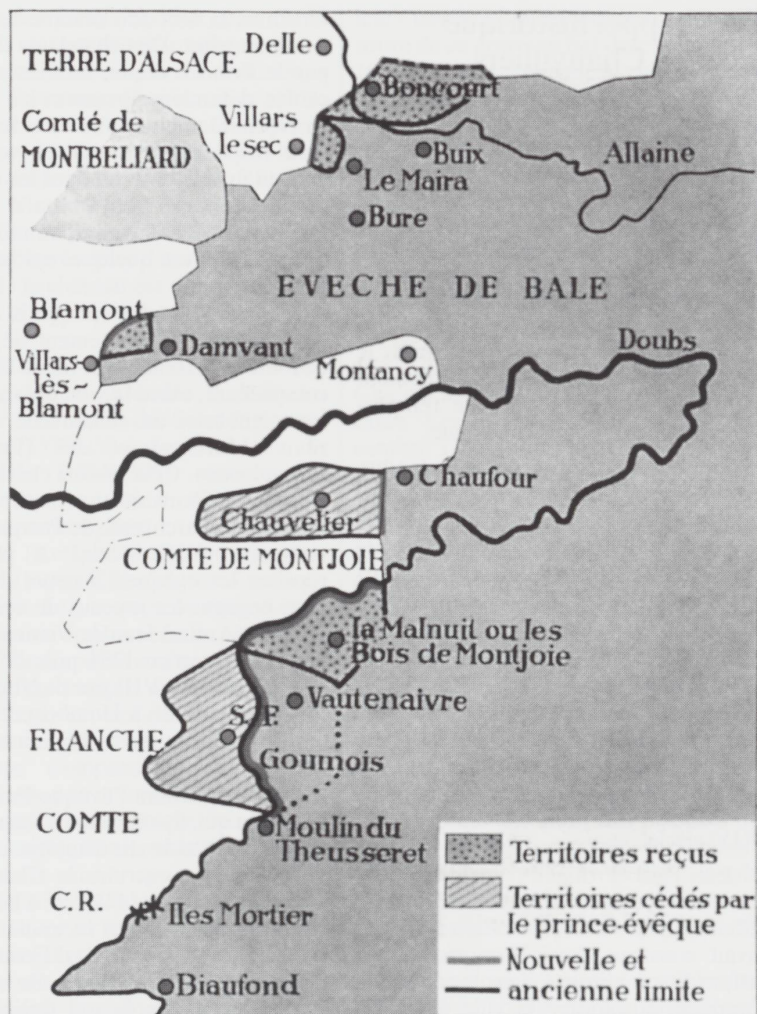 Delle
TERRE D'ALSACE
Boncourt
Comté de
MONTBELIARD
Villars
le sec
Buix
Allaine
Le Maira
Bure
EVECHE DE BALE
Blamont
Doubs
Damvant
Villars-
lès-
Blamont
Montancy
Chaufour
Chauvelier
COMTE DE MONTJOIE
la Malnuit ou les
Bois de Montjoie
Vautenaivre
S. F.
FRANCHE
Goumois
COMTE
Moulin du
Theusseret
C.R.
Iles Mortier
Biaufond
Territoires reçus
Territoires cédés par
le prince-évêque
Nouvelle et
ancienne limite